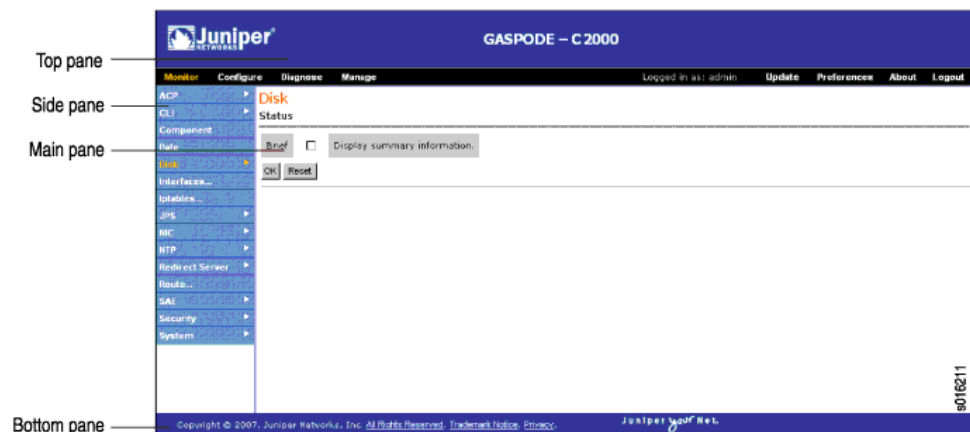 Juniper
NETWORKS
GASPODE – C 2000
Top pane
Monitor Configure Diagnose Manage Logged in as: admin Update Preferences About Logout
Side pane
ACP
CLI
Component
Date
Disk
Interfaces...
Iptables...
JPS
NIC
NTP
Redirect Server
Route...
SAE
Security
System
Disk
Status
Main pane
Brief Display summary information.
OK Reset
s016211
Bottom pane
Copyright © 2007, Juniper Networks, Inc. All Rights Reserved. Trademark Notice. Privacy.
Juniper your Net.